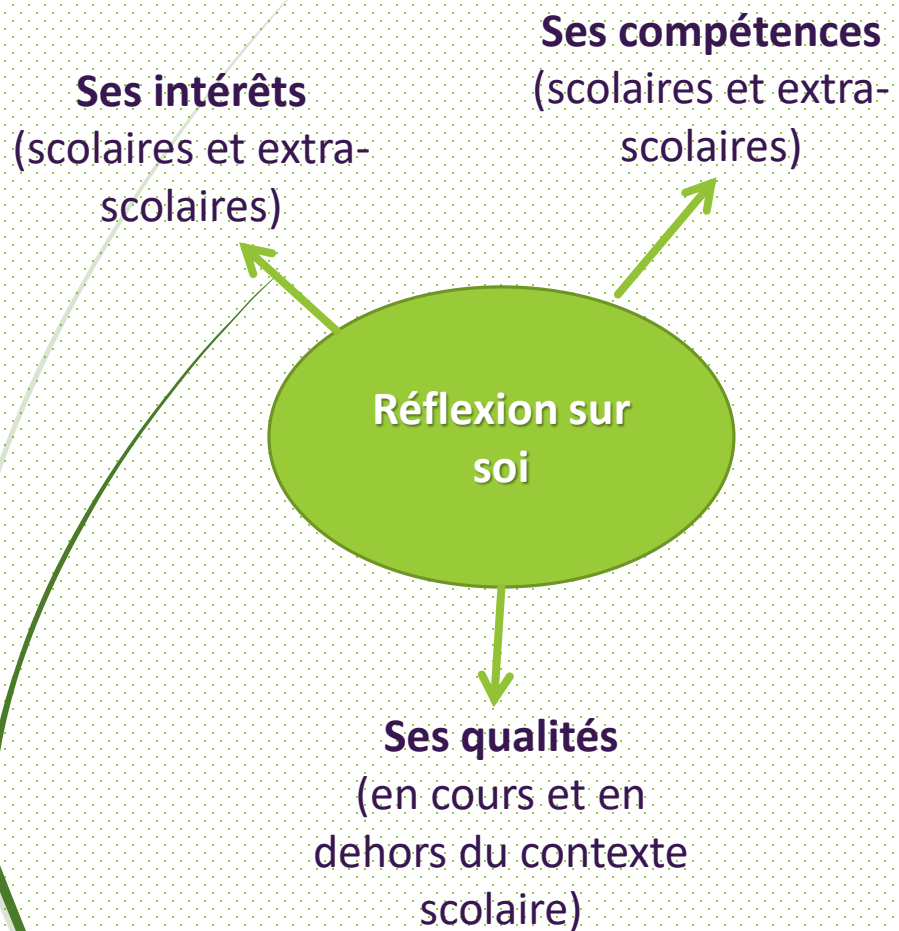 Ses intérêts
(scolaires et extra-
scolaires)
Ses compétences
(scolaires et extra-
scolaires)
Réflexion sur
soi
Ses qualités
(en cours et en
dehors du contexte
scolaire)